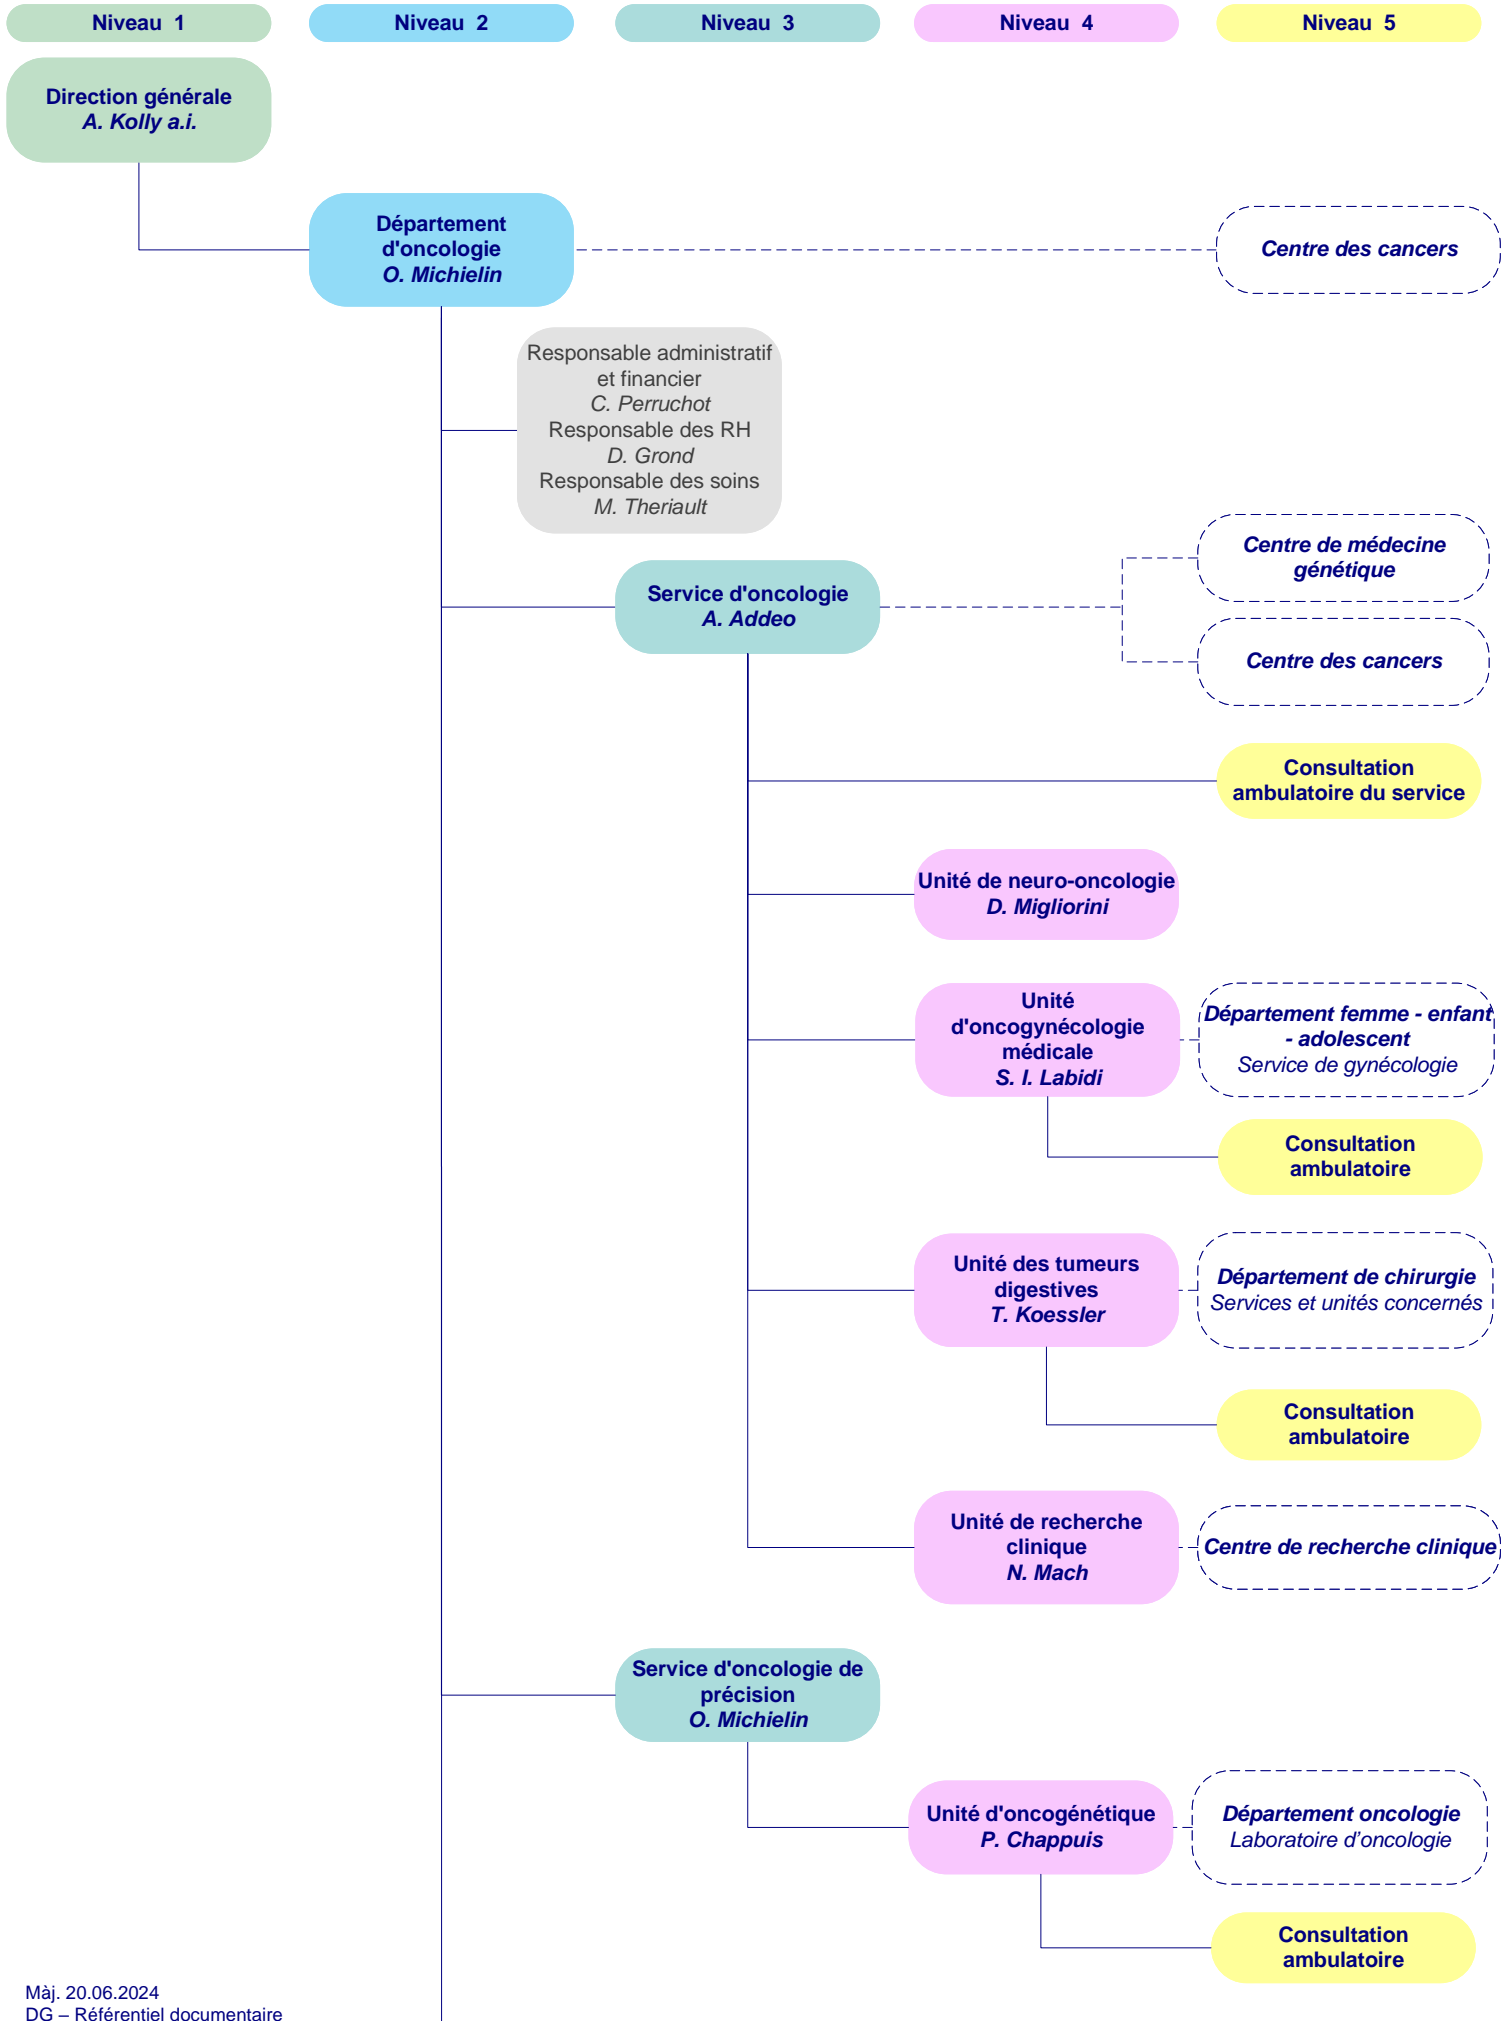 Niveau 1
Niveau 2
Niveau 3
Niveau 4
Niveau 5
Direction générale
A. Kolly a.i.
Département
d'oncologie
O. Michielin
Centre des cancers
Responsable administratif
et financier
C. Perruchot
Responsable des RH
D. Grond
Responsable des soins
M. Theriault
Service d'oncologie
A. Addeo
Centre de médecine
génétique
Centre des cancers
Consultation
ambulatoire du service
Unité de neuro-oncologie
D. Migliorini
Unité
d'oncogynécologie
médicale
S. I. Labidi
Département femme - enfant
- adolescent
Service de gynécologie
Consultation
ambulatoire
Unité des tumeurs
digestives
T. Koessler
Département de chirurgie
Services et unités concernés
Consultation
ambulatoire
Unité de recherche
clinique
N. Mach
Centre de recherche clinique
Service d'oncologie de
précision
O. Michielin
Unité d'oncogénétique
P. Chappuis
Département oncologie
Laboratoire d’oncologie
Consultation
ambulatoire
Màj. 20.06.2024
DG – Référentiel documentaire